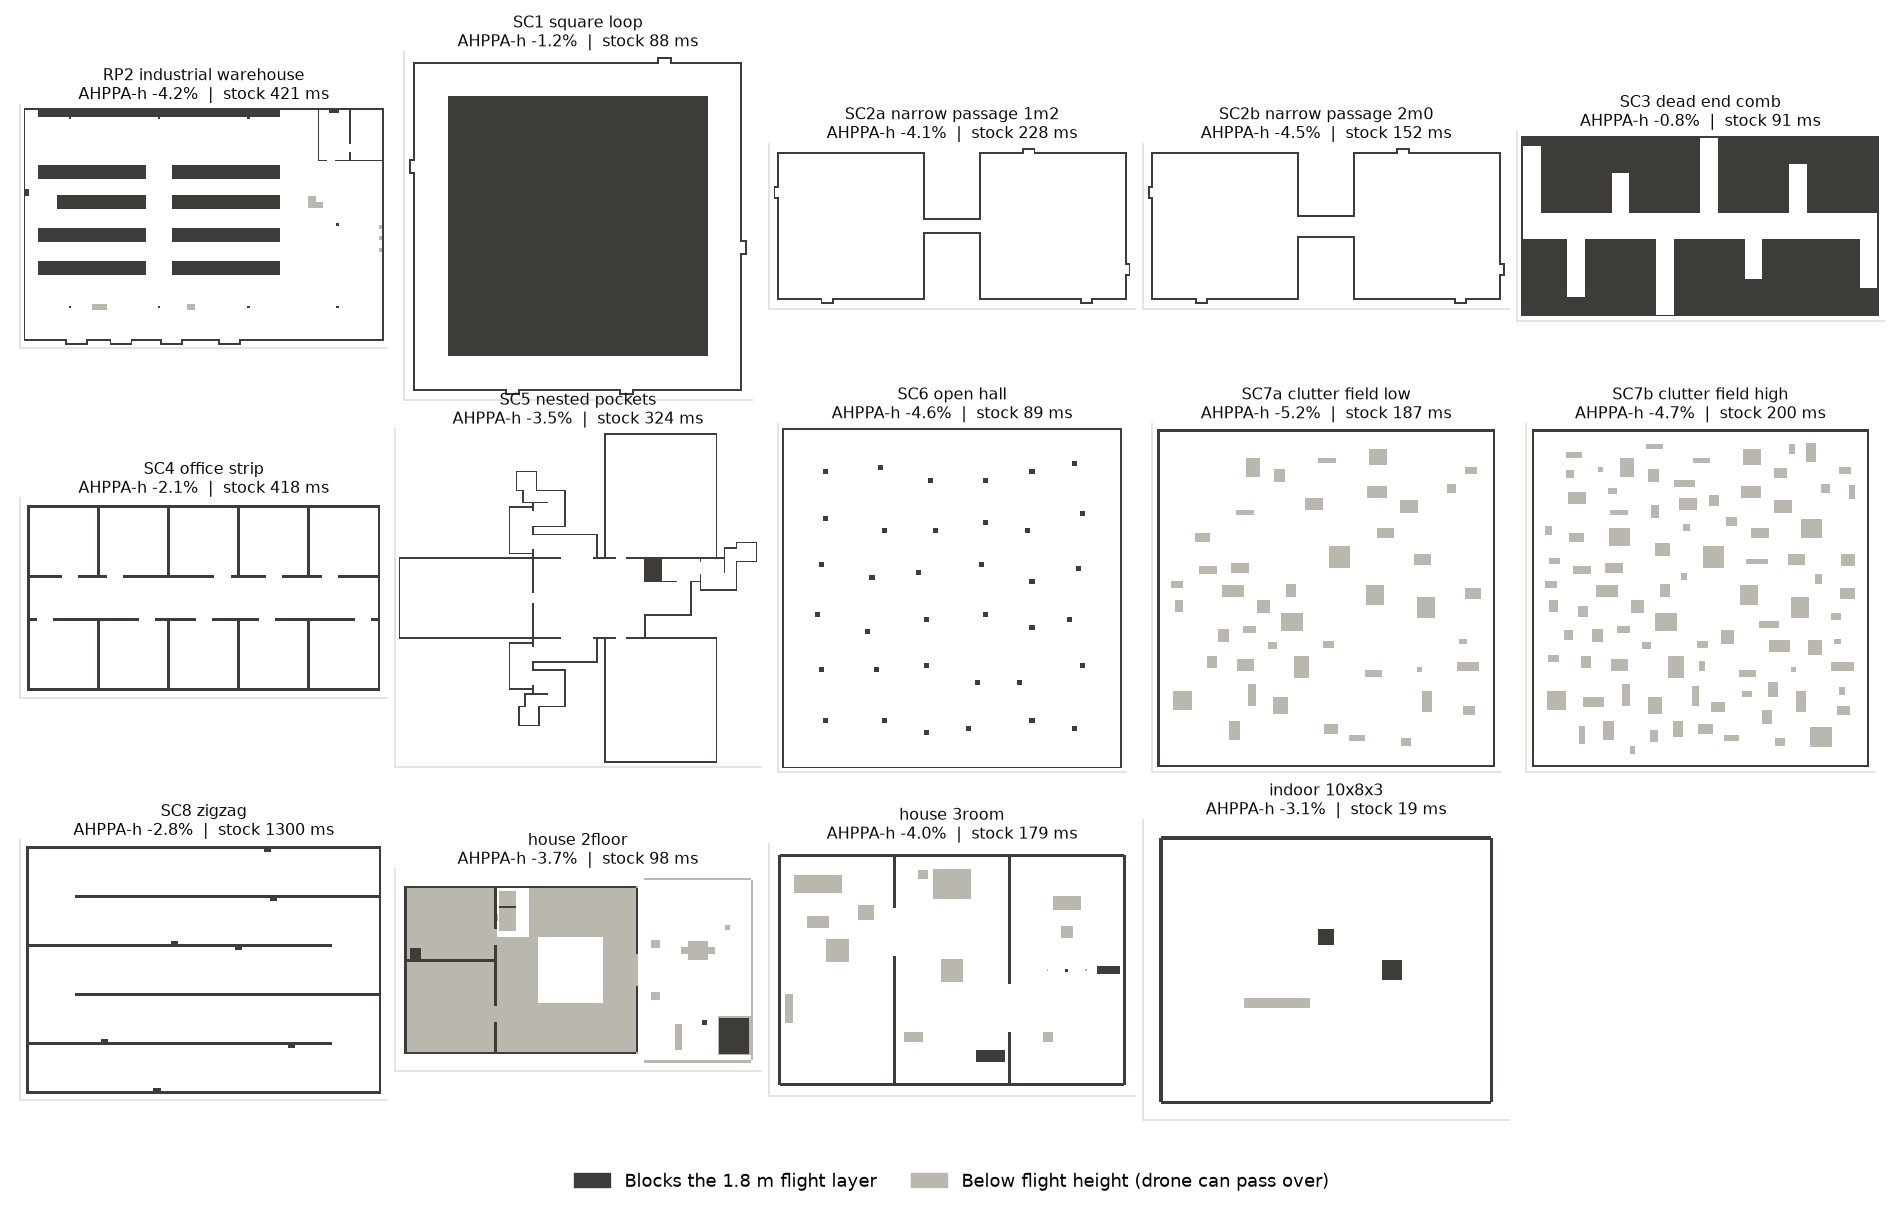 SC1 square loop
AHPPA-h -1.2% | stock 88 ms
RP2 industrial warehouse
AHPPA-h -4.2% | stock 421 ms
SC2a narrow passage 1m2
AHPPA-h -4.1% | stock 228 ms
SC2b narrow passage 2m0
AHPPA-h -4.5% | stock 152 ms
SC3 dead end comb
AHPPA-h -0.8% | stock 91 ms
SC4 office strip
AHPPA-h -2.1% | stock 418 ms
SC5 nested pockets
AHPPA-h -3.5% | stock 324 ms
SC6 open hall
AHPPA-h -4.6% | stock 89 ms
SC7a clutter field low
AHPPA-h -5.2% | stock 187 ms
SC7b clutter field high
AHPPA-h -4.7% | stock 200 ms
SC8 zigzag
AHPPA-h -2.8% | stock 1300 ms
house 2floor
AHPPA-h -3.7% | stock 98 ms
house 3room
AHPPA-h -4.0% | stock 179 ms
indoor 10x8x3
AHPPA-h -3.1% | stock 19 ms
Blocks the 1.8 m flight layer
Below flight height (drone can pass over)